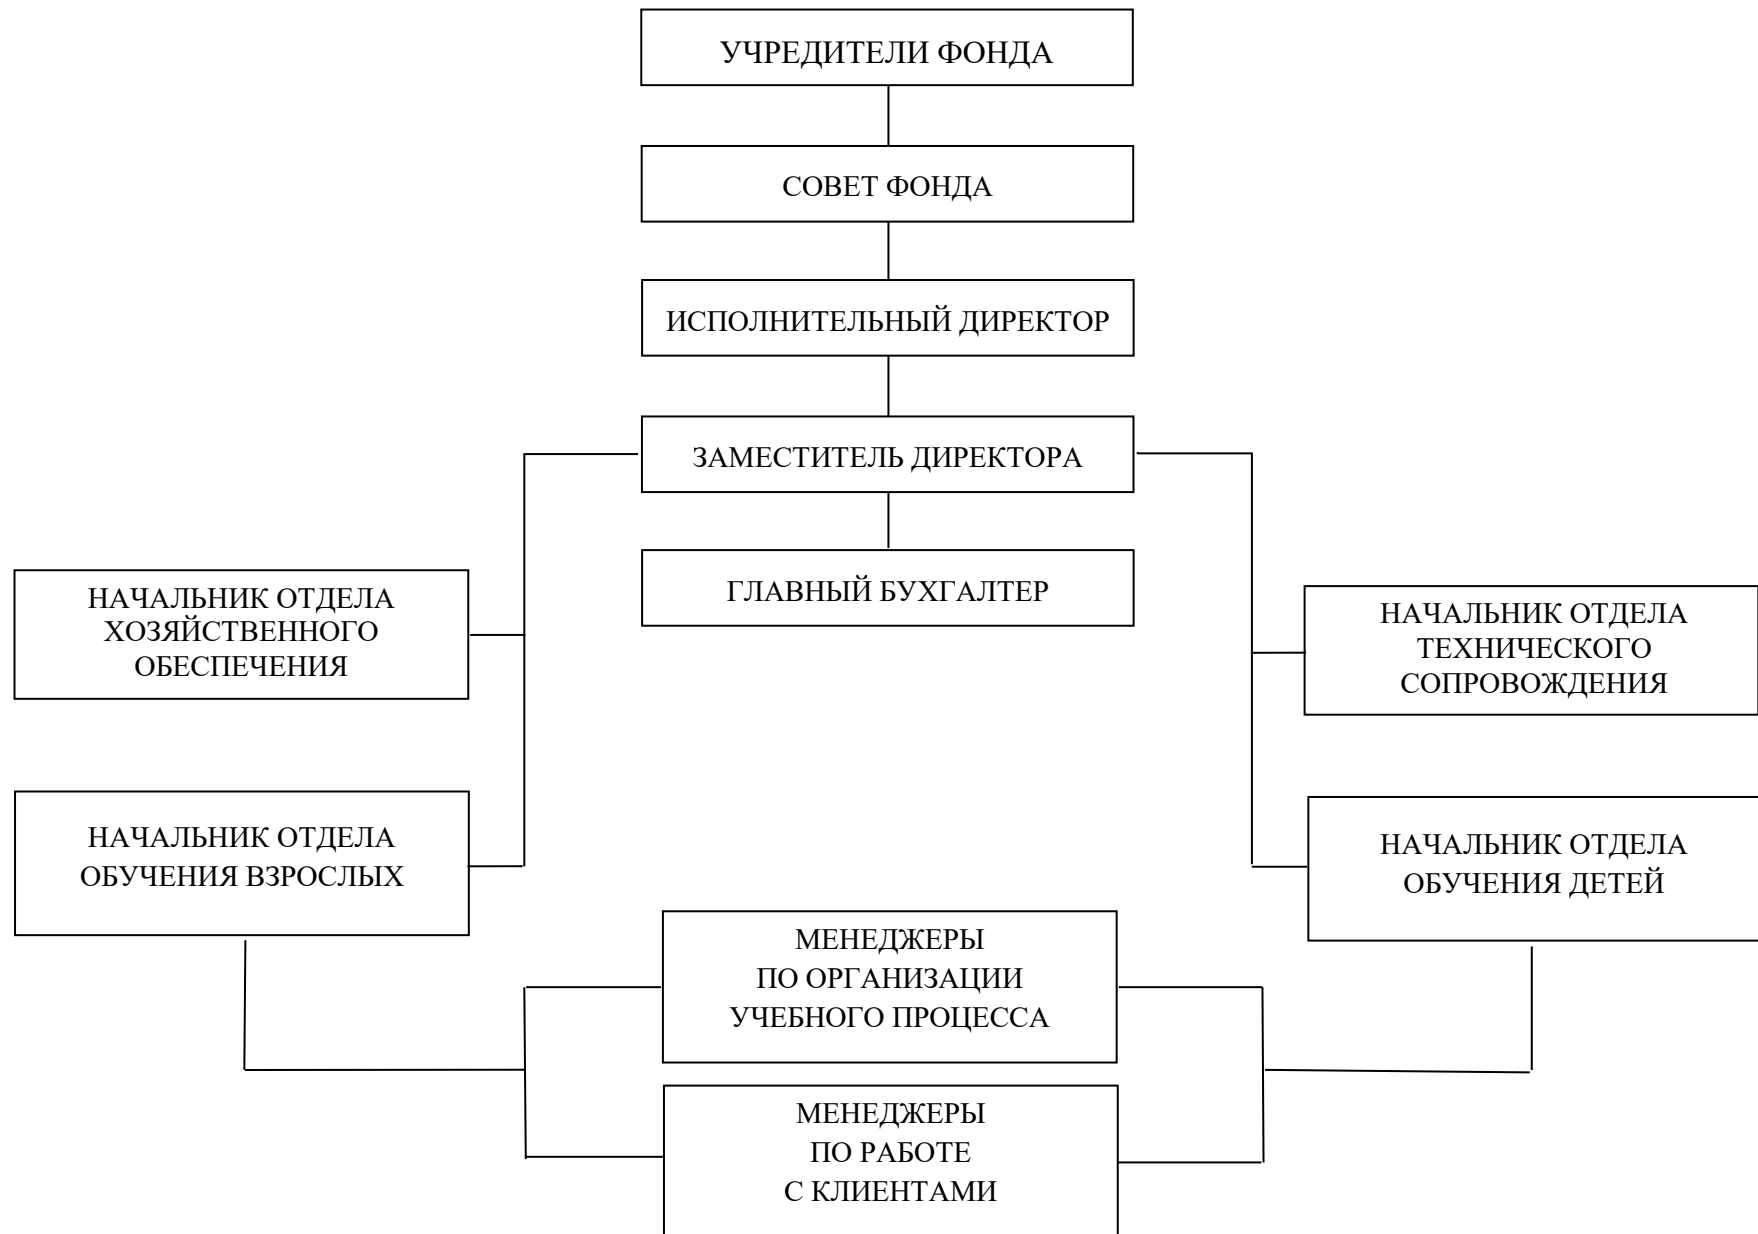 УЧРЕДИТЕЛИ ФОНДА
СОВЕТ ФОНДА
ИСПОЛНИТЕЛЬНЫЙ ДИРЕКТОР
ЗАМЕСТИТЕЛЬ ДИРЕКТОРА
ГЛАВНЫЙ БУХГАЛТЕР
НАЧАЛЬНИК ОТДЕЛА
ХОЗЯЙСТВЕННОГО
ОБЕСПЕЧЕНИЯ
НАЧАЛЬНИК ОТДЕЛА
ТЕХНИЧЕСКОГО
СОПРОВОЖДЕНИЯ
НАЧАЛЬНИК ОТДЕЛА
ОБУЧЕНИЯ ВЗРОСЛЫХ
НАЧАЛЬНИК ОТДЕЛА
ОБУЧЕНИЯ ДЕТЕЙ
МЕНЕДЖЕРЫ
ПО ОРГАНИЗАЦИИ
УЧЕБНОГО ПРОЦЕССА
МЕНЕДЖЕРЫ
ПО РАБОТЕ
С КЛИЕНТАМИ